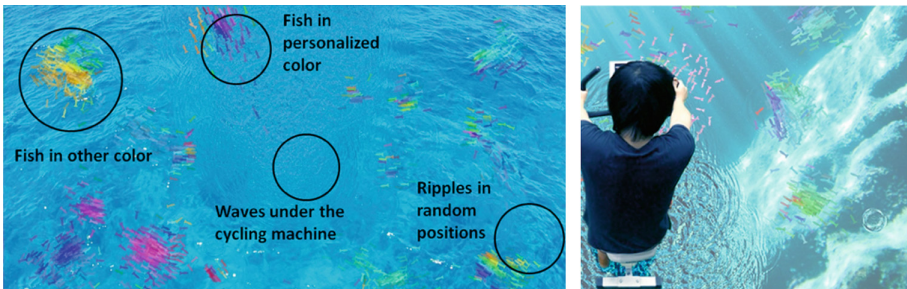 Fish in
personalized
color
Fish in other color
Waves under the
cycling machine
Ripples in
random
positions